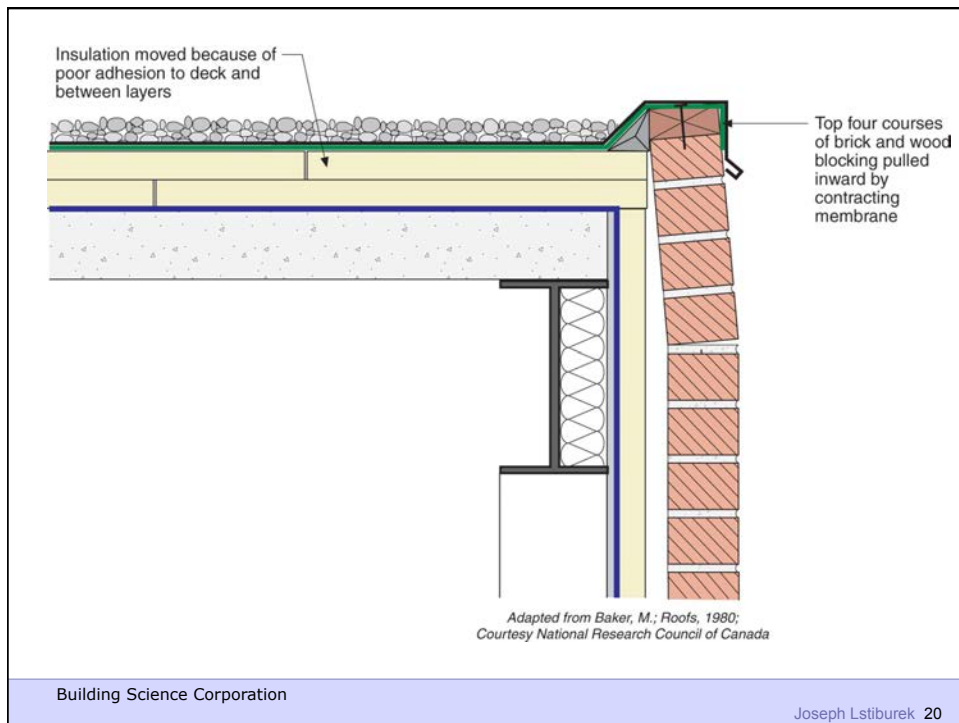 Insulation moved because of
poor adhesion to deck and
between layers
Top four courses
of brick and wood
blocking pulled
inward by
contracting
membrane
Adapted from Baker, M.; Roofs, 1980;
Courtesy National Research Council of Canada
Building Science Corporation
Joseph Lstiburek 20